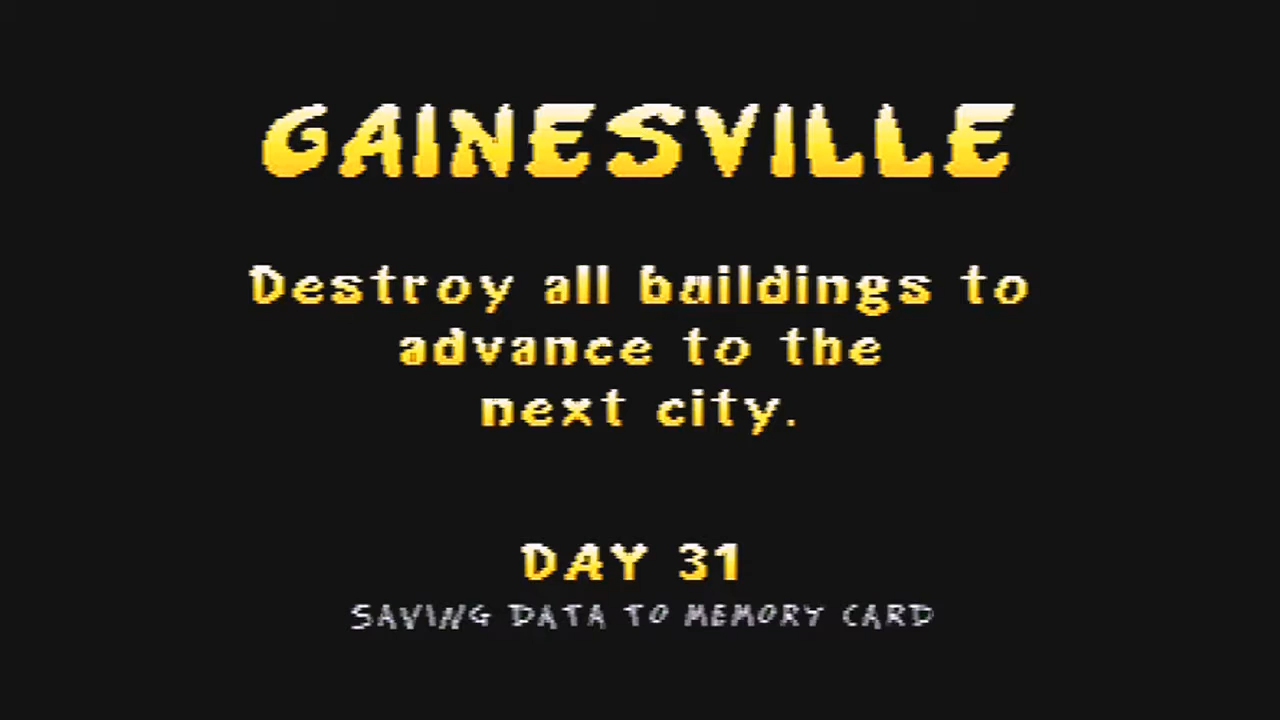 GAINESVILLE
Destroy all buildings to
advance to the
next city.
DAY 31
SAVING DATA TO MEMORY CARD